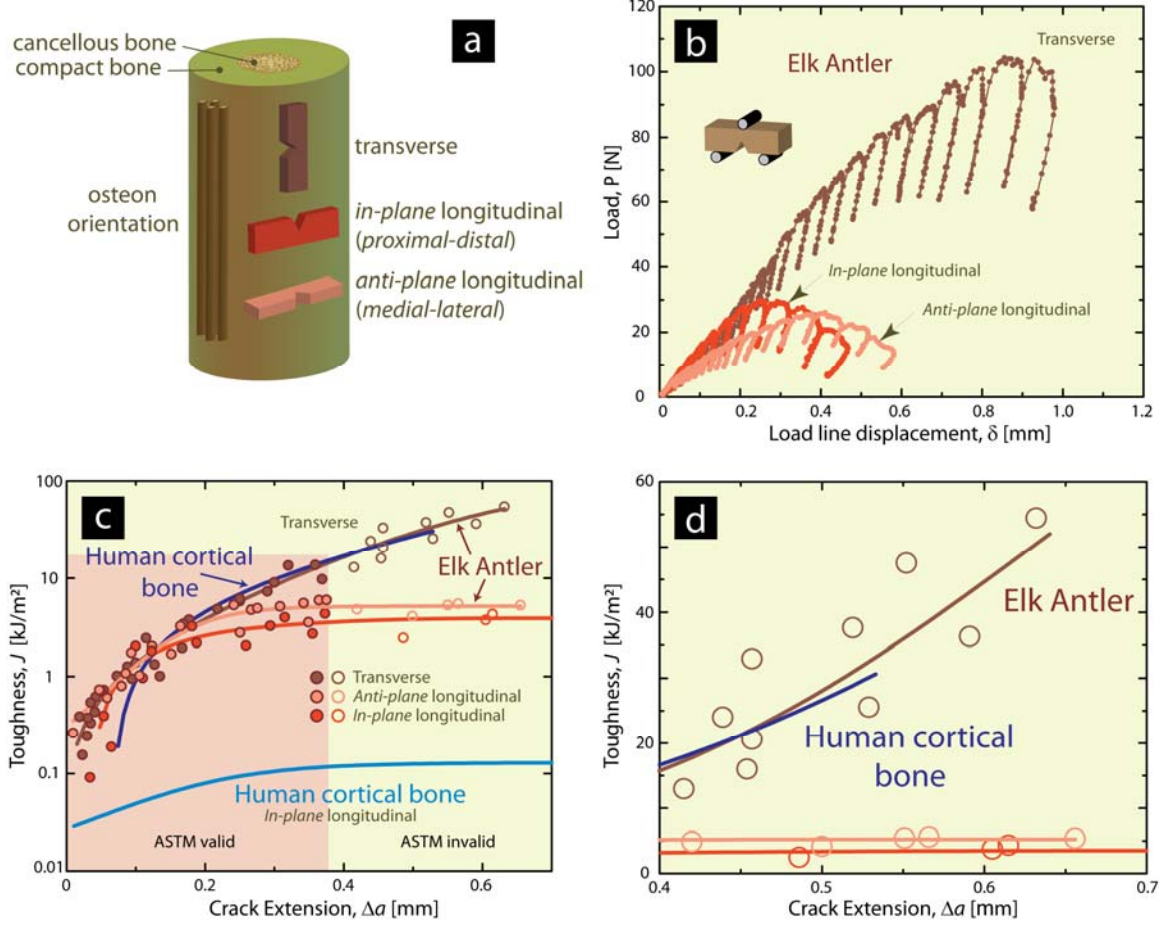 a
cancellous bone
compact bone
osteon
orientation
transverse
in-plane longitudinal
(proximal-distal)
anti-plane longitudinal
(medial-lateral)
b
Elk Antler
Transverse
In-plane longitudinal
Anti-plane longitudinal
120
100
80
60
40
20
0
Load, P [N]
0 0.2 0.4 0.6 0.8 1.0 1.2
Load line displacement, δ [mm]
c
Transverse
Human cortical
bone
Elk Antler
Transverse
Anti-plane longitudinal
In-plane longitudinal
Human cortical bone
In-plane longitudinal
ASTM valid
ASTM invalid
100
10
1
0.1
0.01
Toughness, J [kJ/m²]
0 0.2 0.4 0.6
Crack Extension, Δa [mm]
d
Elk Antler
Human cortical
bone
60
40
20
0
Toughness, J [kJ/m²]
0.4 0.5 0.6 0.7
Crack Extension, Δa [mm]